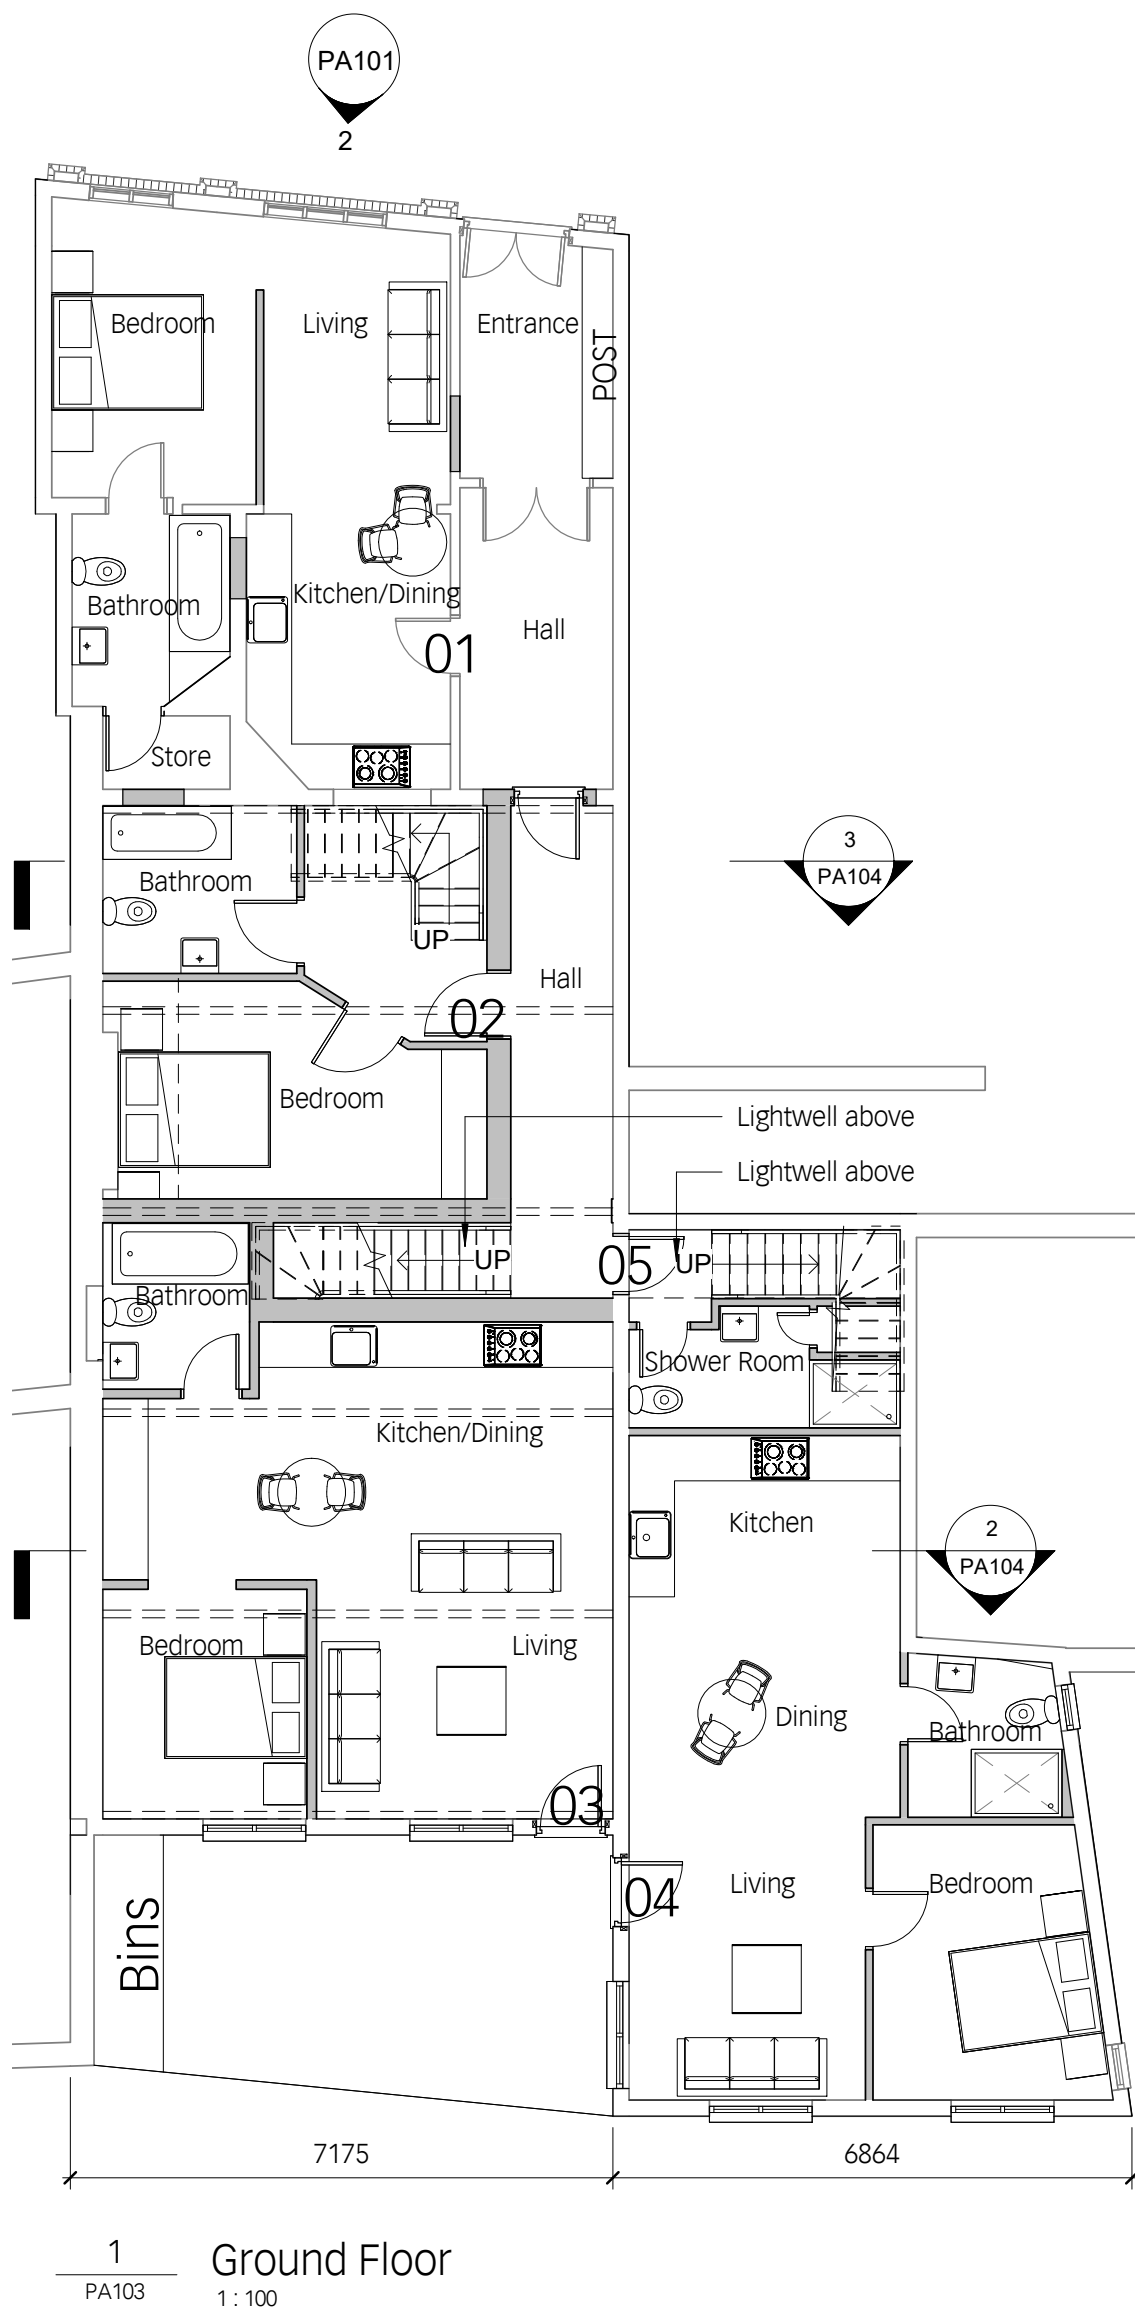 PA101
2
Bedroom
Living
Entrance
POST
Kitchen/Dining
Bathroom
Hall
01
Store
3
PA104
Bathroom
UP
Hall
02
Bedroom
Lightwell above
Lightwell above
UP
05
UP
Bathroom
Shower Room
Kitchen/Dining
Kitchen
2
PA104
Bedroom
Living
Dining
Bathroom
03
04
Living
Bedroom
Bins
7175
6864
1
PA103
Ground Floor
1 : 100